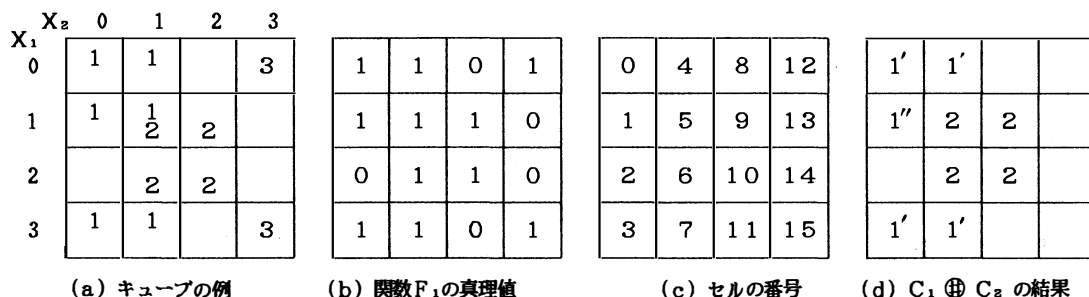 X₂ 0 1 2 3
X₁
0 1 1 3
1 1 1 2 2
2 2 2
3 1 1 3
1 1 0 1
1 1 1 0
0 1 1 0
1 1 0 1
0 4 8 12
1 5 9 13
2 6 10 14
3 7 11 15
1′ 1′
1″ 2 2
2 2
1′ 1′
(a) キューブの例
(b) 関数F₁の真理値
(c) セルの番号
(d) C₁ ⊞ C₂ の結果